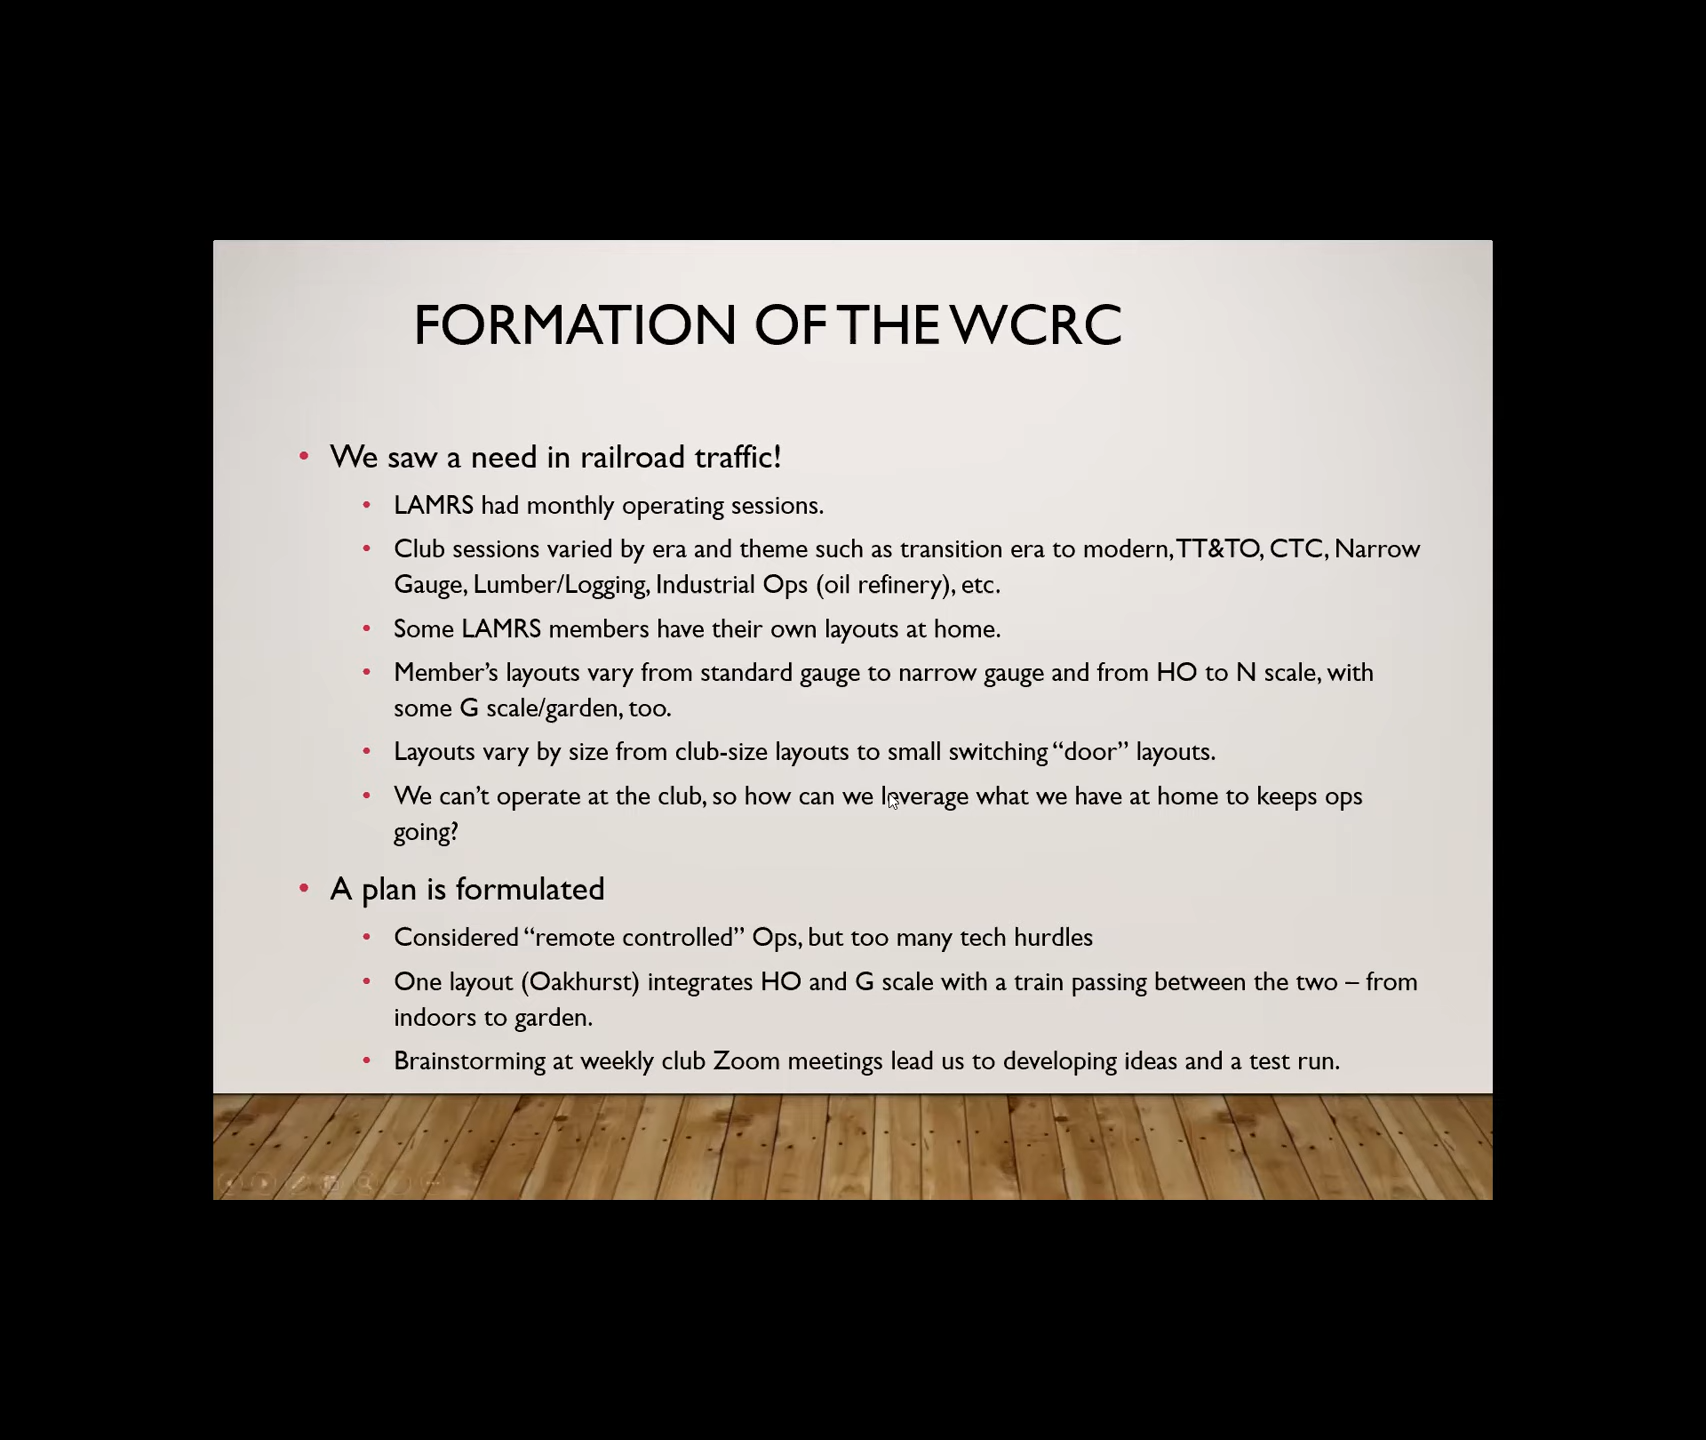 FORMATION OF THE WCRC
• We saw a need in railroad traffic!
• LAMRS had monthly operating sessions.
• Club sessions varied by era and theme such as transition era to modern, TT&TO, CTC, Narrow
Gauge, Lumber/Logging, Industrial Ops (oil refinery), etc.
• Some LAMRS members have their own layouts at home.
• Member’s layouts vary from standard gauge to narrow gauge and from HO to N scale, with
some G scale/garden, too.
• Layouts vary by size from club-size layouts to small switching “door” layouts.
• We can’t operate at the club, so how can we leverage what we have at home to keeps ops
going?
• A plan is formulated
• Considered “remote controlled” Ops, but too many tech hurdles
• One layout (Oakhurst) integrates HO and G scale with a train passing between the two – from
indoors to garden.
• Brainstorming at weekly club Zoom meetings lead us to developing ideas and a test run.